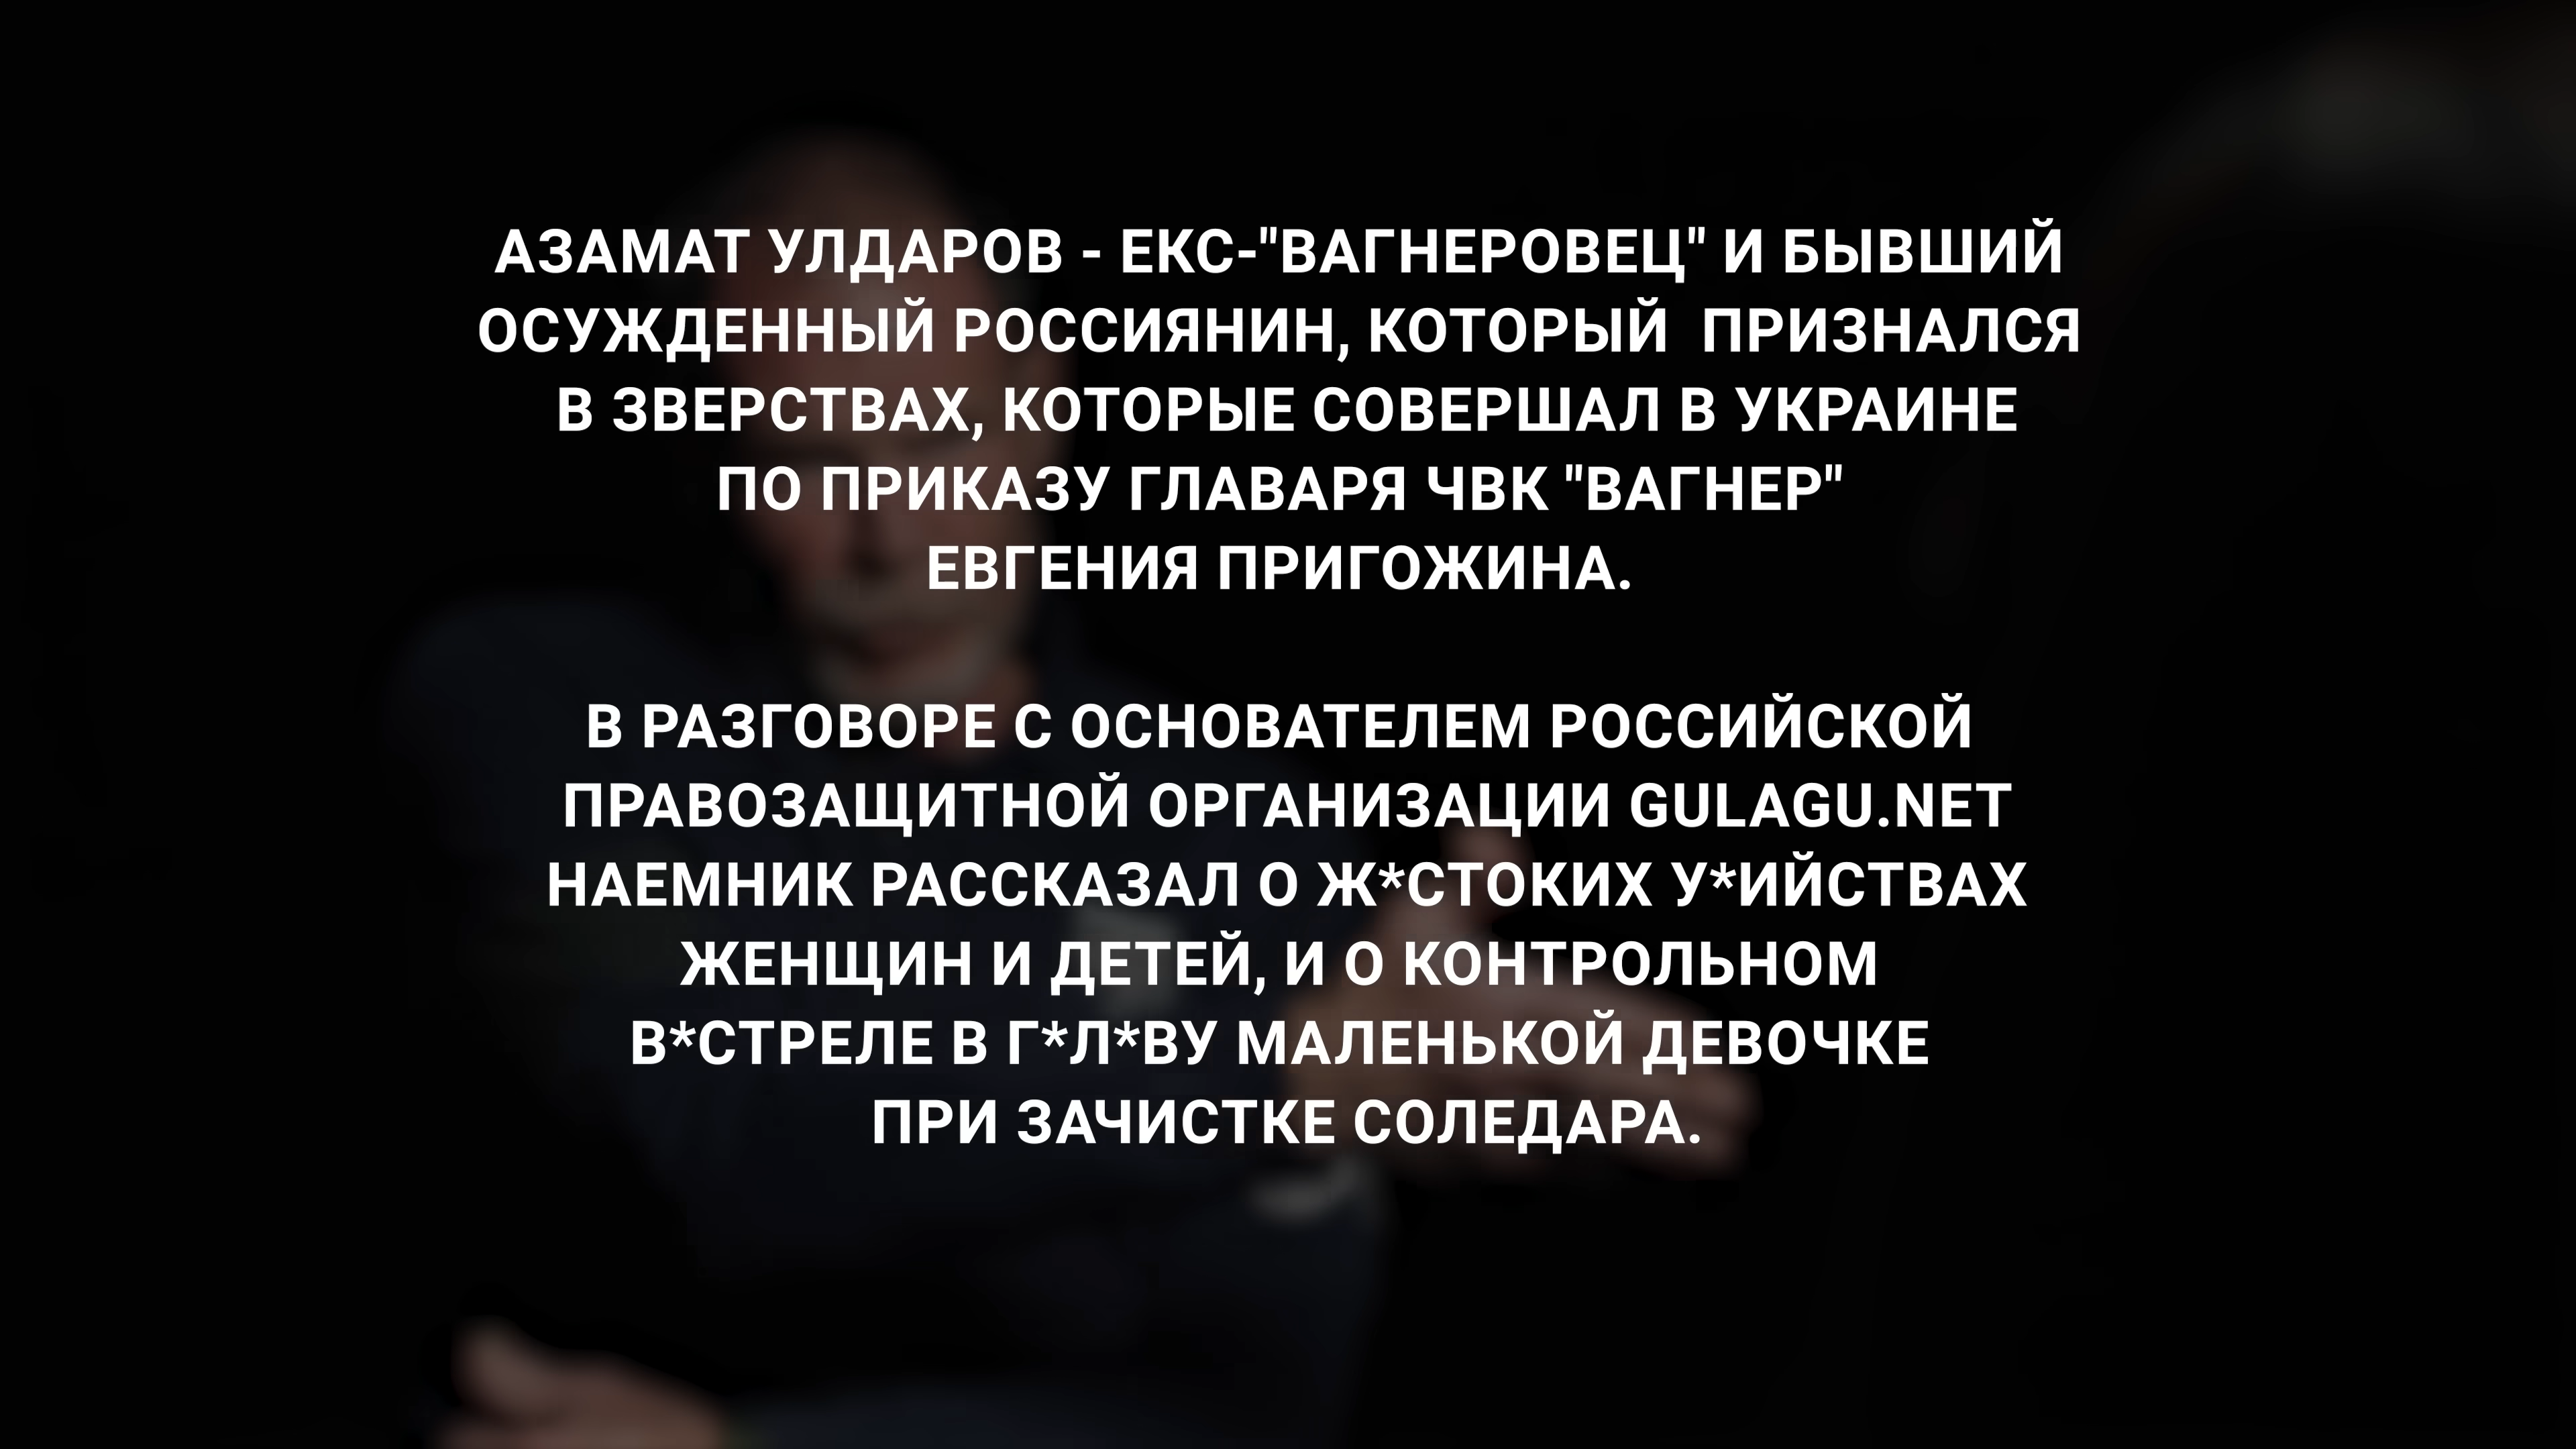 АЗАМАТ УЛДАРОВ - ЕКС-"ВАГНЕРОВЕЦ" И БЫВШИЙ
ОСУЖДЕННЫЙ РОССИЯНИН, КОТОРЫЙ  ПРИЗНАЛСЯ
В ЗВЕРСТВАХ, КОТОРЫЕ СОВЕРШАЛ В УКРАИНЕ
ПО ПРИКАЗУ ГЛАВАРЯ ЧВК "ВАГНЕР"
ЕВГЕНИЯ ПРИГОЖИНА.
В РАЗГОВОРЕ С ОСНОВАТЕЛЕМ РОССИЙСКОЙ
ПРАВОЗАЩИТНОЙ ОРГАНИЗАЦИИ GULAGU.NET
НАЕМНИК РАССКАЗАЛ О Ж*СТОКИХ У*ИЙСТВАХ
ЖЕНЩИН И ДЕТЕЙ, И О КОНТРОЛЬНОМ
В*СТРЕЛЕ В Г*Л*ВУ МАЛЕНЬКОЙ ДЕВОЧКЕ
ПРИ ЗАЧИСТКЕ СОЛЕДАРА.